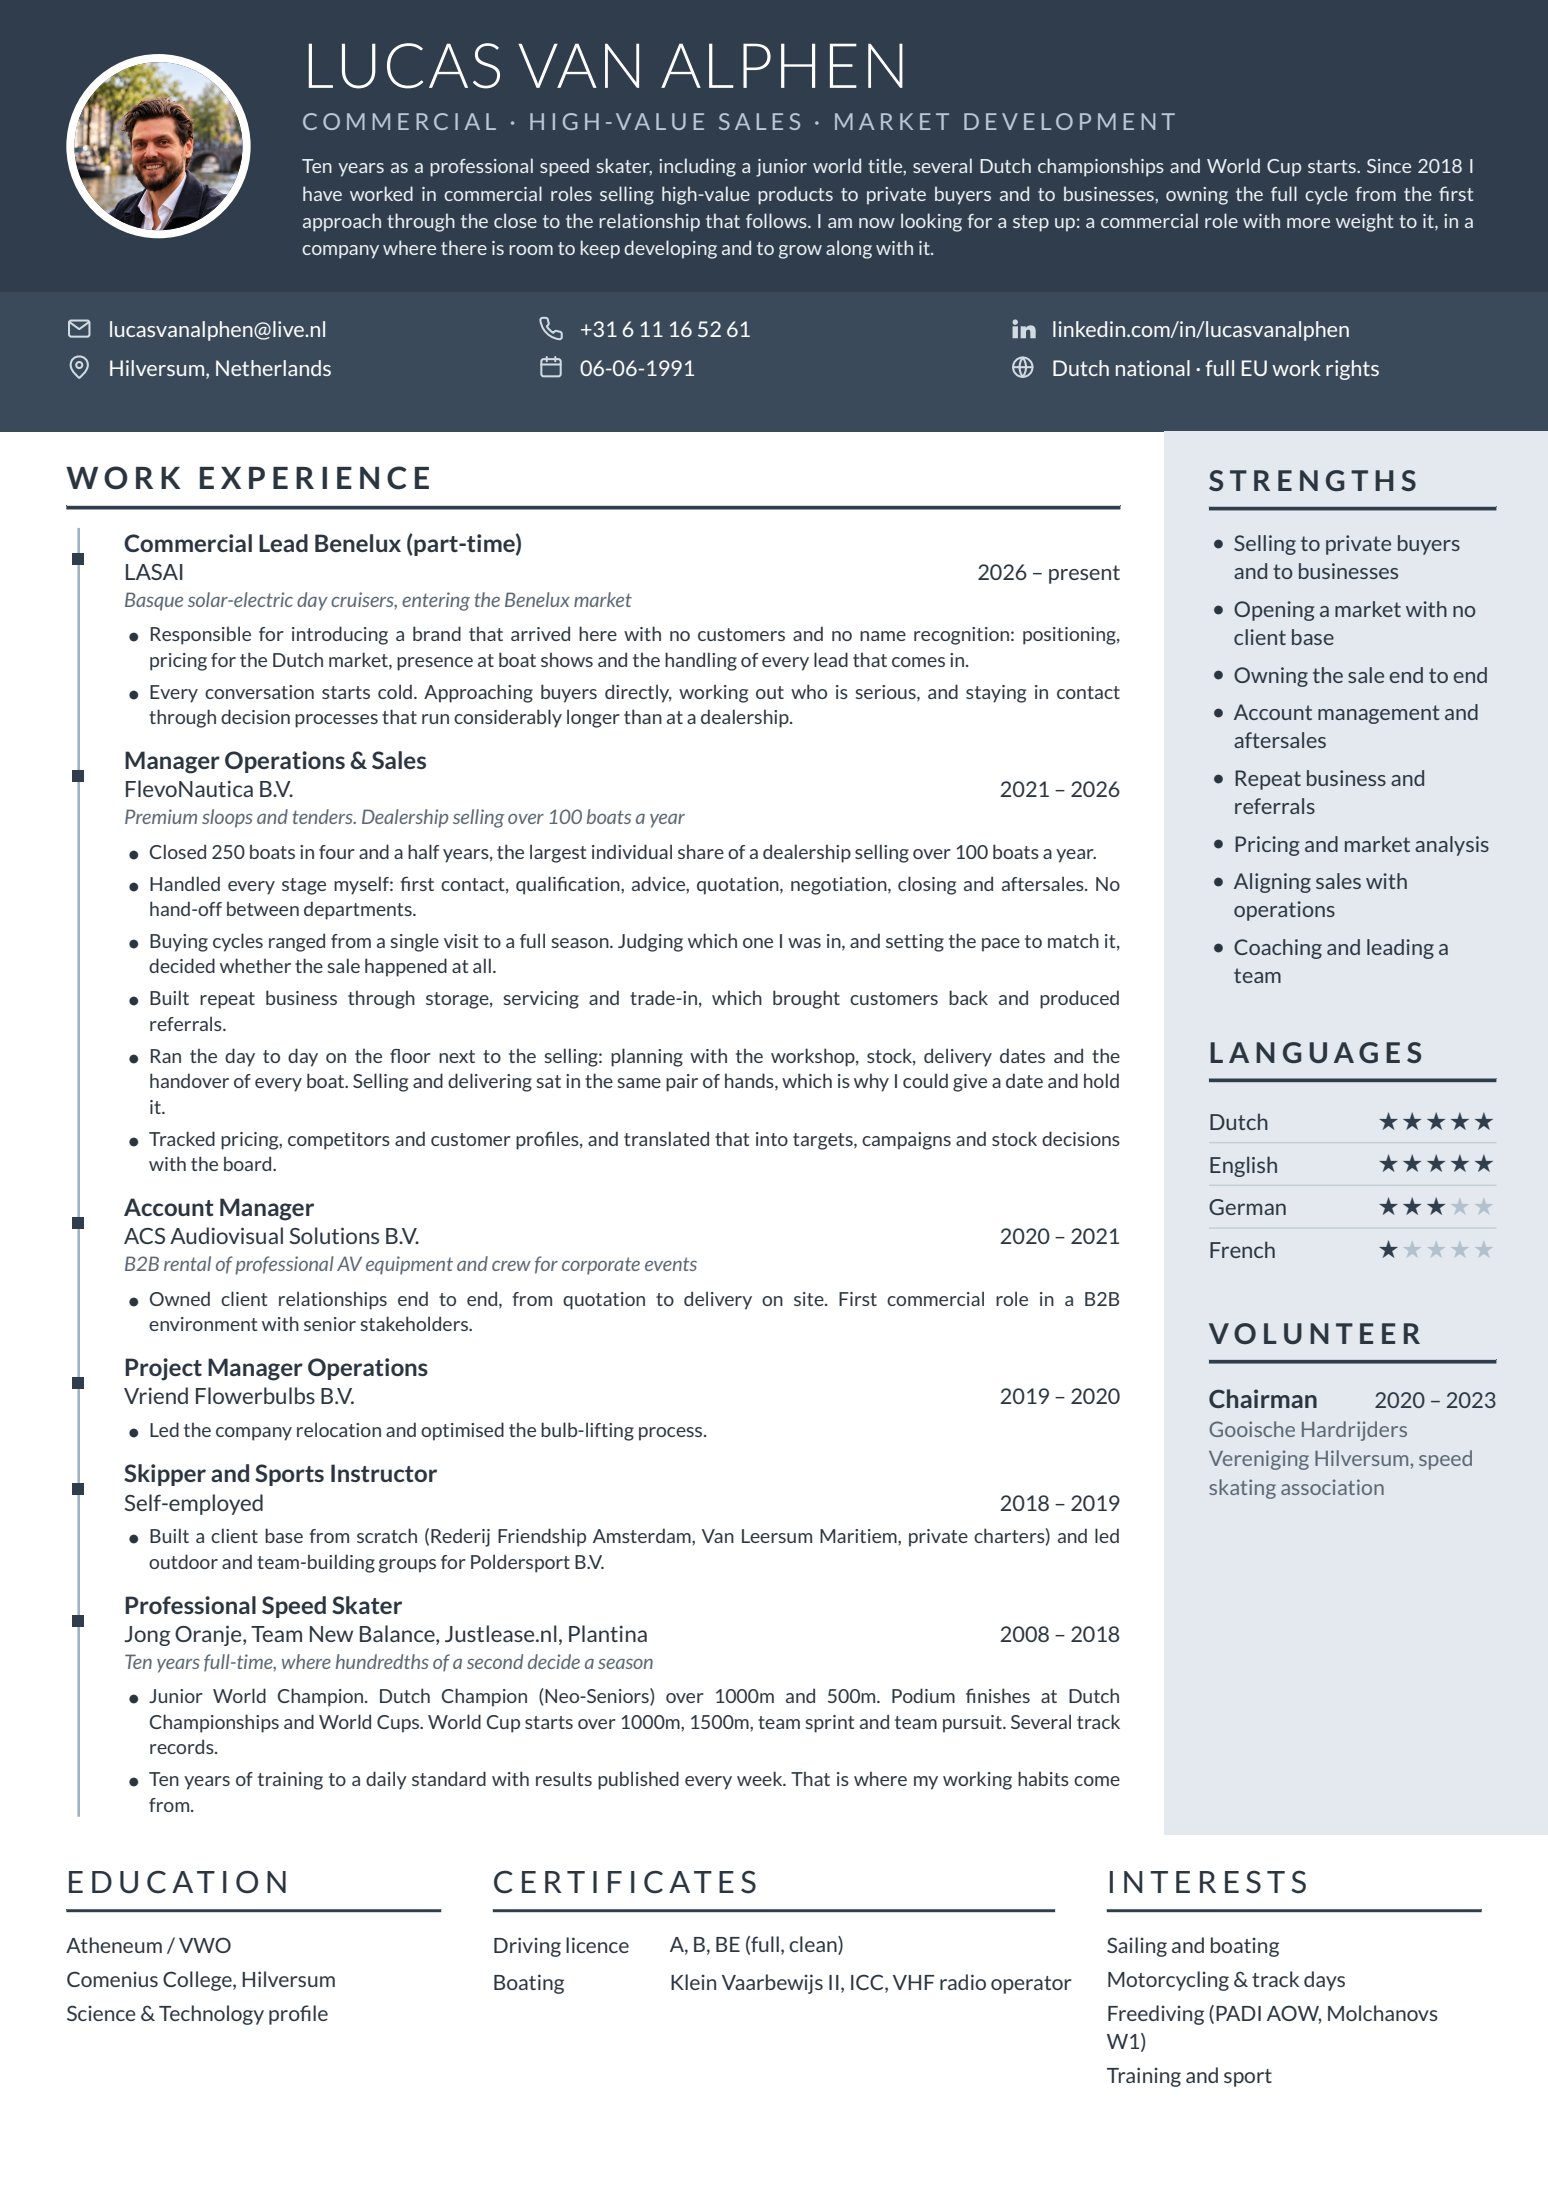 LUCAS VAN ALPHEN
COMMERCIAL · HIGH-VALUE SALES · MARKET DEVELOPMENT
Ten years as a professional speed skater, including a junior world title, several Dutch championships and World Cup starts. Since 2018 I
have worked in commercial roles selling high-value products to private buyers and to businesses, owning the full cycle from the first
approach through the close to the relationship that follows. I am now looking for a step up: a commercial role with more weight to it, in a
company where there is room to keep developing and to grow along with it.
lucasvanalphen@live.nl
+31 6 11 16 52 61
linkedin.com/in/lucasvanalphen
Hilversum, Netherlands
06-06-1991
Dutch national · full EU work rights
WORK EXPERIENCE
Commercial Lead Benelux (part-time)
LASAI 2026 – present
Basque solar-electric day cruisers, entering the Benelux market
• Responsible for introducing a brand that arrived here with no customers and no name recognition: positioning,
pricing for the Dutch market, presence at boat shows and the handling of every lead that comes in.
• Every conversation starts cold. Approaching buyers directly, working out who is serious, and staying in contact
through decision processes that run considerably longer than at a dealership.
Manager Operations & Sales
FlevoNautica B.V. 2021 – 2026
Premium sloops and tenders. Dealership selling over 100 boats a year
• Closed 250 boats in four and a half years, the largest individual share of a dealership selling over 100 boats a year.
• Handled every stage myself: first contact, qualification, advice, quotation, negotiation, closing and aftersales. No
hand-off between departments.
• Buying cycles ranged from a single visit to a full season. Judging which one I was in, and setting the pace to match it,
decided whether the sale happened at all.
• Built repeat business through storage, servicing and trade-in, which brought customers back and produced
referrals.
• Ran the day to day on the floor next to the selling: planning with the workshop, stock, delivery dates and the
handover of every boat. Selling and delivering sat in the same pair of hands, which is why I could give a date and hold
it.
• Tracked pricing, competitors and customer profiles, and translated that into targets, campaigns and stock decisions
with the board.
Account Manager
ACS Audiovisual Solutions B.V. 2020 – 2021
B2B rental of professional AV equipment and crew for corporate events
• Owned client relationships end to end, from quotation to delivery on site. First commercial role in a B2B
environment with senior stakeholders.
Project Manager Operations
Vriend Flowerbulbs B.V. 2019 – 2020
• Led the company relocation and optimised the bulb-lifting process.
Skipper and Sports Instructor
Self-employed 2018 – 2019
• Built a client base from scratch (Rederij Friendship Amsterdam, Van Leersum Maritiem, private charters) and led
outdoor and team-building groups for Poldersport B.V.
Professional Speed Skater
Jong Oranje, Team New Balance, Justlease.nl, Plantina 2008 – 2018
Ten years full-time, where hundredths of a second decide a season
• Junior World Champion. Dutch Champion (Neo-Seniors) over 1000m and 500m. Podium finishes at Dutch
Championships and World Cups. World Cup starts over 1000m, 1500m, team sprint and team pursuit. Several track
records.
• Ten years of training to a daily standard with results published every week. That is where my working habits come
from.
STRENGTHS
• Selling to private buyers
and to businesses
• Opening a market with no
client base
• Owning the sale end to end
• Account management and
aftersales
• Repeat business and
referrals
• Pricing and market analysis
• Aligning sales with
operations
• Coaching and leading a
team
LANGUAGES
Dutch ★★★★★
English ★★★★★
German ★★★★★
French ★★★★★
VOLUNTEER
Chairman 2020 – 2023
Gooische Hardrijders
Vereniging Hilversum, speed
skating association
EDUCATION
Atheneum / VWO
Comenius College, Hilversum
Science & Technology profile
CERTIFICATES
Driving licence A, B, BE (full, clean)
Boating Klein Vaarbewijs II, ICC, VHF radio operator
INTERESTS
Sailing and boating
Motorcycling & track days
Freediving (PADI AOW, Molchanovs
W1)
Training and sport